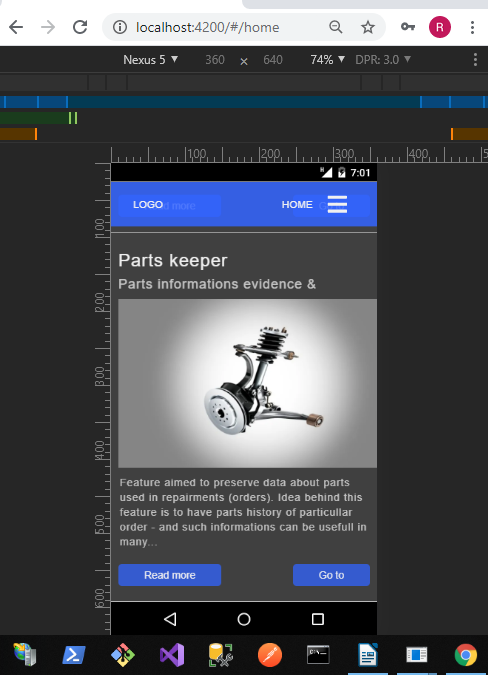 localhost:4200/#/home
R
Nexus 5 ▼ 360 × 640 74% ▼ DPR: 3.0 ▼
100 200 300 400
100
200
300
400
500
600
7:01
LOGO HOME
Parts keeper
Parts informations evidence &
Feature aimed to preserve data about parts
used in repairments (orders). Idea behind this
feature is to have parts history of particullar
order - and such informations can be usefull in
many...
Read more Go to